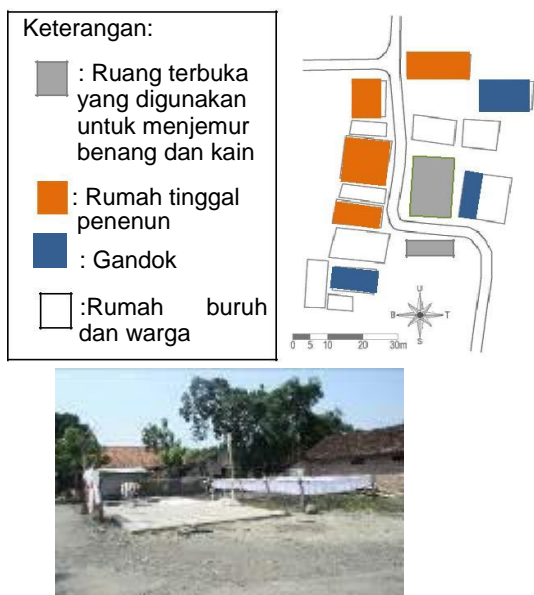 Keterangan:
: Ruang terbuka
yang digunakan
untuk menjemur
benang dan kain
: Rumah tinggal
penenun
: Gandok
:Rumah buruh
dan warga
U
B
T
S
0 5 10 20 30m